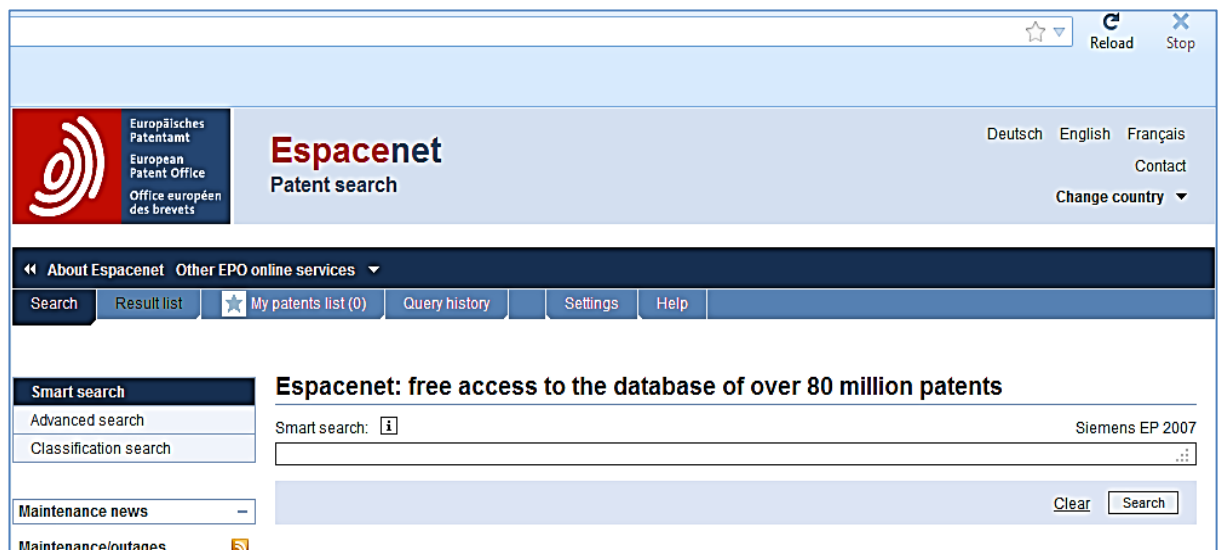 Reload Stop
Europäisches
Patentamt
European
Patent Office
Office européen
des brevets
Espacenet
Patent search
Deutsch English Français
Contact
Change country
About Espacenet Other EPO online services
Search Result list My patents list (0) Query history Settings Help
Smart search
Advanced search
Classification search
Espacenet: free access to the database of over 80 million patents
Smart search: i Siemens EP 2007
Clear Search
Maintenance news
Maintenance/outages